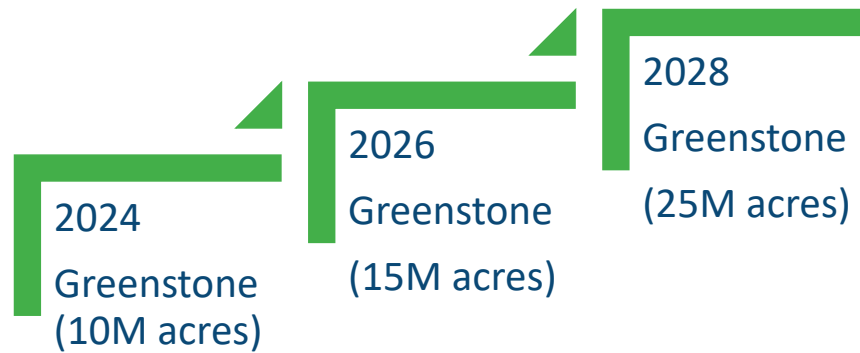 2024
Greenstone
(10M acres)
2026
Greenstone
(15M acres)
2028
Greenstone
(25M acres)